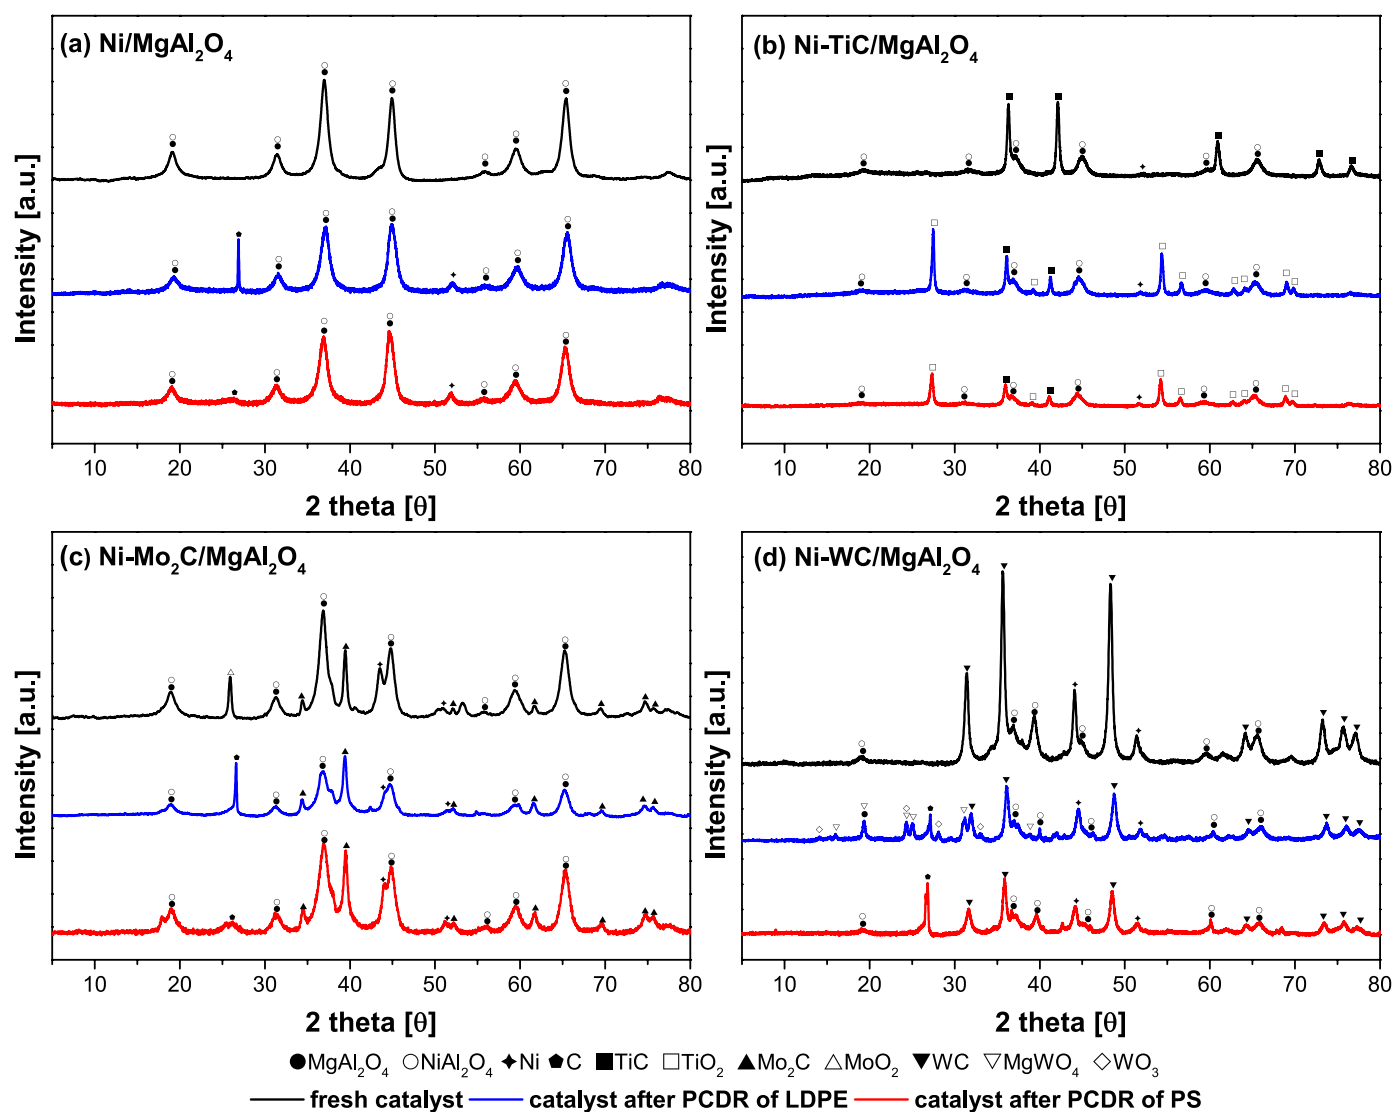 (a) Ni/MgAl₂O₄
Intensity [a.u.]
10 20 30 40 50 60 70 80
2 theta [θ]
(b) Ni-TiC/MgAl₂O₄
Intensity [a.u.]
10 20 30 40 50 60 70 80
2 theta [θ]
(c) Ni-Mo₂C/MgAl₂O₄
Intensity [a.u.]
10 20 30 40 50 60 70 80
2 theta [θ]
(d) Ni-WC/MgAl₂O₄
Intensity [a.u.]
10 20 30 40 50 60 70 80
2 theta [θ]
MgAl₂O₄ NiAl₂O₄ Ni C TiC TiO₂ Mo₂C MoO₂ WC MgWO₄ WO₃
fresh catalyst catalyst after PCDR of LDPE catalyst after PCDR of PS